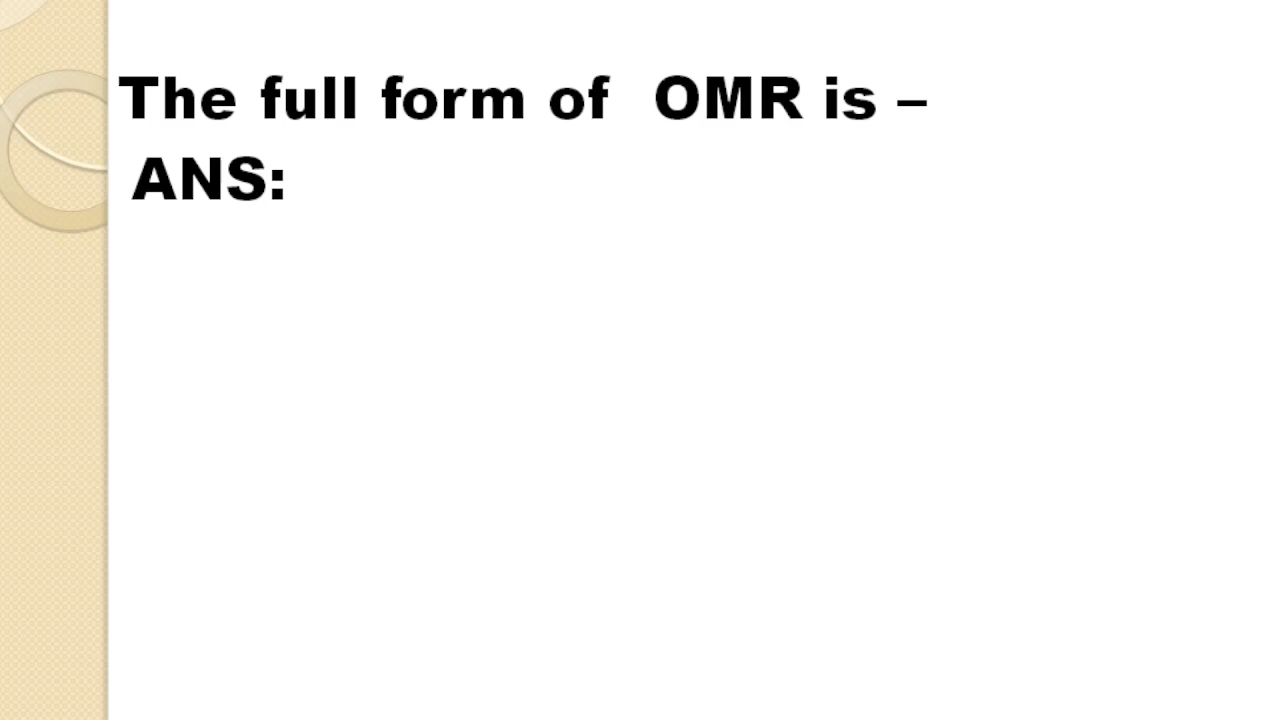 The full form of  OMR is –
ANS: